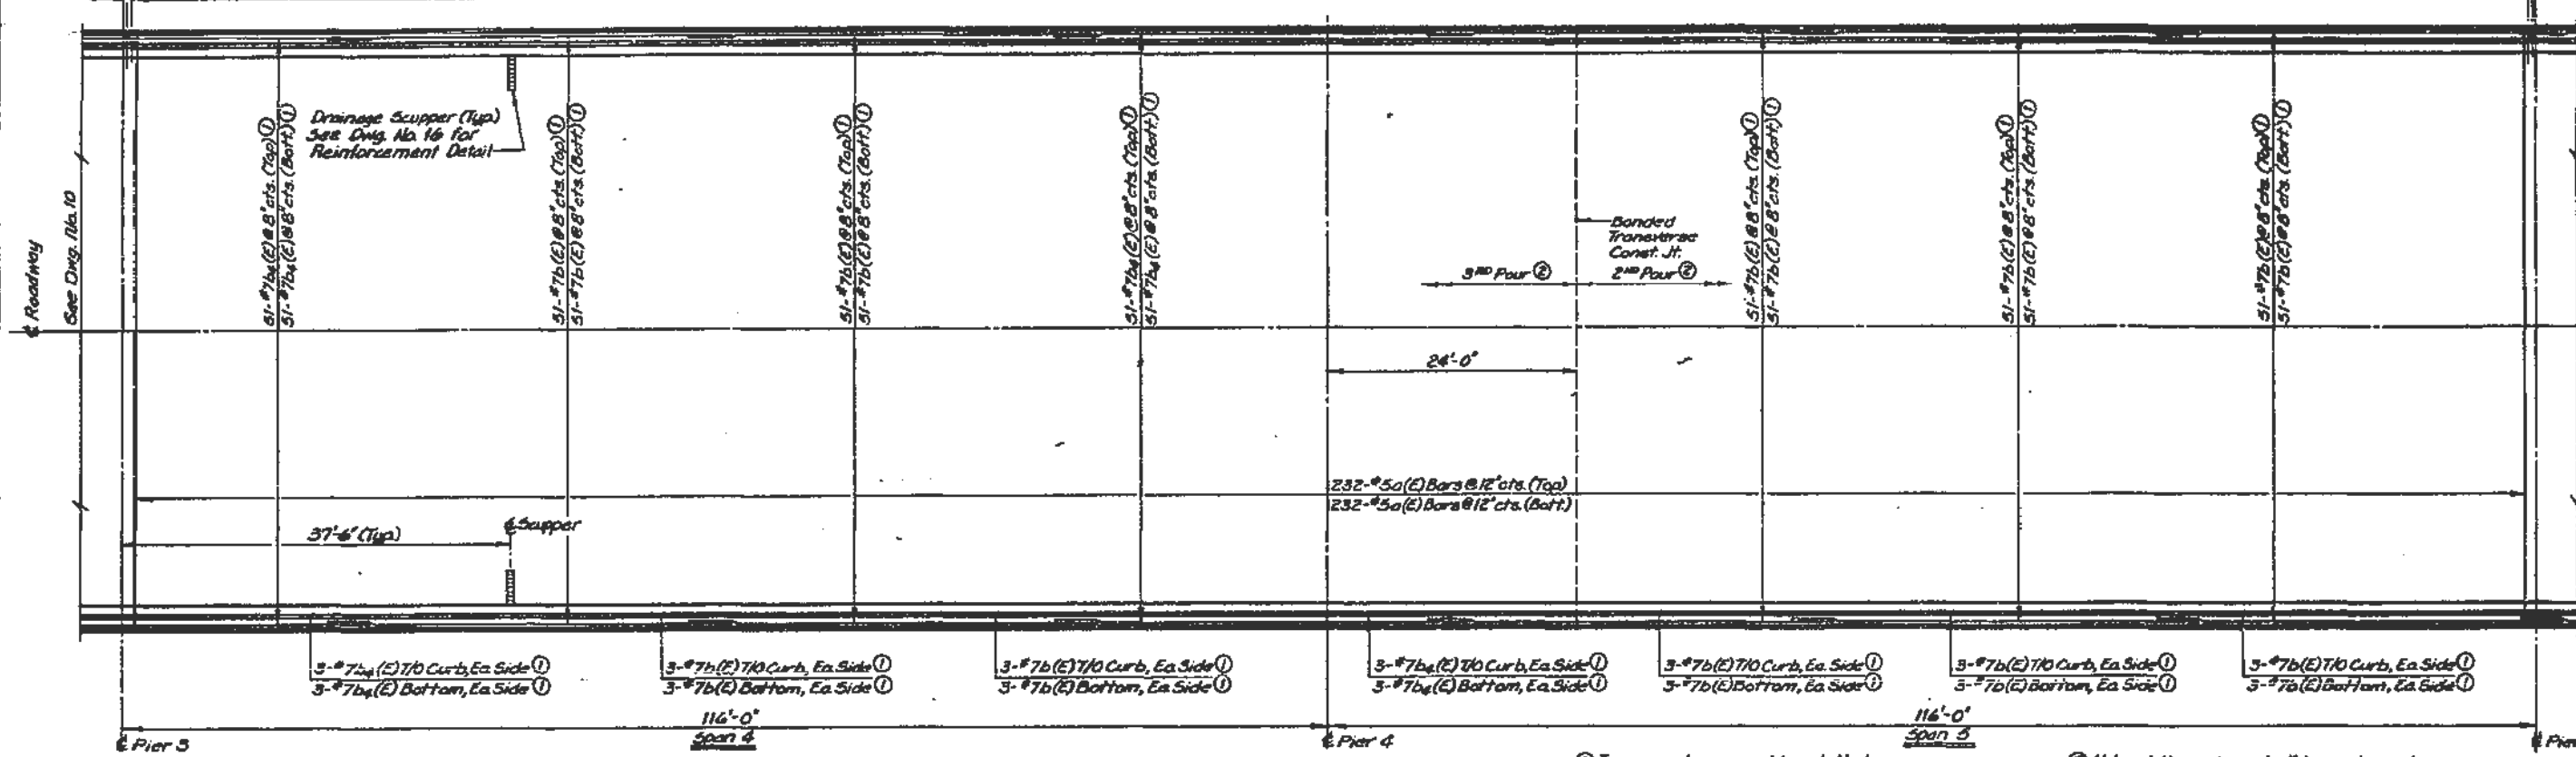 Drainage Scupper (Typ.)
See Dwg. No. 16 for
Reinforcement Detail
℄ Roadway
See Dwg. No. 10
51-#7b4(E)@8"cts.(Top)①
51-#7b4(E)@8"cts.(Bott.)①
51-#7b(E)@8"cts.(Top)①
51-#7b(E)@8"cts.(Bott.)①
51-#7b(E)@8"cts.(Top)①
51-#7b(E)@8"cts.(Bott.)①
51-#7b4(E)@8"cts.(Top)①
51-#7b4(E)@8"cts.(Bott.)①
Bonded
Transverse
Const. Jt.
3RD Pour②
2ND Pour②
51-#7b(E)@8"cts.(Top)①
51-#7b(E)@8"cts.(Bott.)①
51-#7b(E)@8"cts.(Top)①
51-#7b(E)@8"cts.(Bott.)①
51-#7b(E)@8"cts.(Top)①
51-#7b(E)@8"cts.(Bott.)①
24'-0"
232-#5a(E)Bars@12"cts.(Top)
232-#5a(E)Bars@12"cts.(Bott.)
37'-6"(Typ.)
℄ Scupper
3-#7b4(E)T/O Curb, Ea. Side①
3-#7b4(E)Bottom, Ea. Side①
3-#7b(E)T/O Curb, Ea. Side①
3-#7b(E)Bottom, Ea. Side①
3-#7b(E)T/O Curb, Ea. Side①
3-#7b(E)Bottom, Ea. Side①
3-#7b4(E)T/O Curb, Ea. Side①
3-#7b4(E)Bottom, Ea. Side①
3-#7b(E)T/O Curb, Ea. Side①
3-#7b(E)Bottom, Ea. Side①
3-#7b(E)T/O Curb, Ea. Side①
3-#7b(E)Bottom, Ea. Side①
3-#7b(E)T/O Curb, Ea. Side①
3-#7b(E)Bottom, Ea. Side①
116'-0"
Span 4
116'-0"
Span 5
℄ Pier 3
℄ Pier 4
℄ Pier